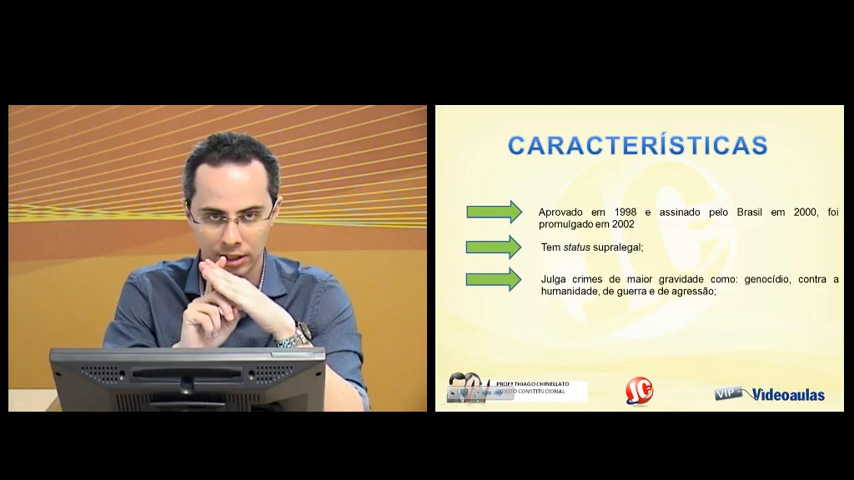 CARACTERÍSTICAS
Aprovado em 1998 e assinado pelo Brasil em 2000, foi
promulgado em 2002
Tem status supralegal;
Julga crimes de maior gravidade como: genocídio, contra a
humanidade, de guerra e de agressão;
PROFº THIAGO CHINELLATO
CONSTITUCIONAL
JC
VIP Videoaulas